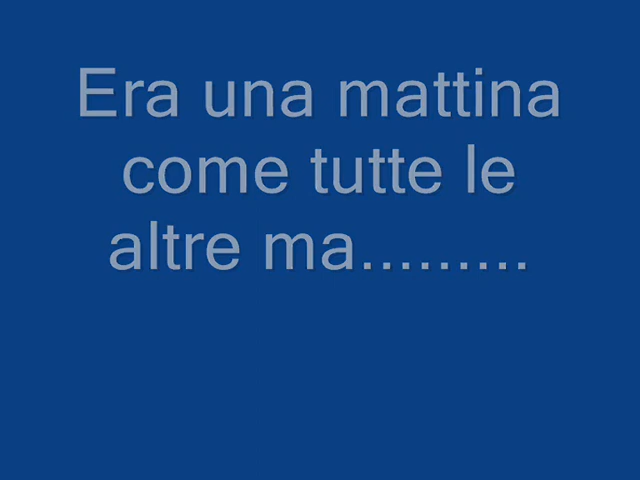 Era una mattina
come tutte le
altre ma.........